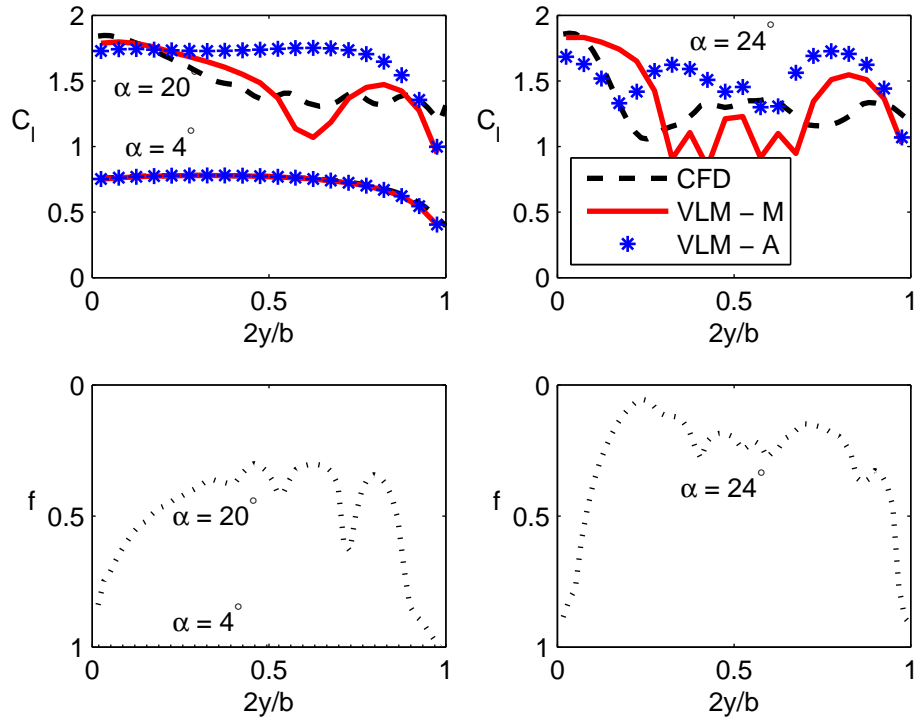 2
1.5
1
0.5
0
C_l
α = 20°
α = 4°
0
0.5
1
2y/b
2
1.5
1
0.5
0
C_l
α = 24°
CFD
VLM − M
VLM − A
0
0.5
1
2y/b
0
0.5
1
f
α = 20°
α = 4°
0
0.5
1
2y/b
0
0.5
1
f
α = 24°
0
0.5
1
2y/b